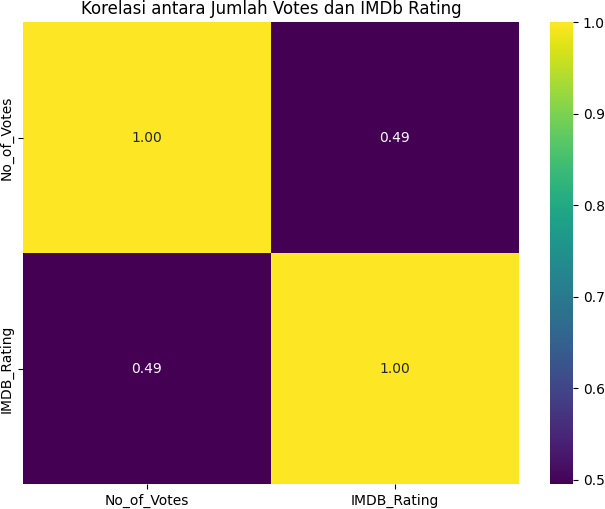 Korelasi antara Jumlah Votes dan IMDb Rating
No_of_Votes
1.00
0.49
IMDB_Rating
0.49
1.00
No_of_Votes
IMDB_Rating
1.0
0.9
0.8
0.7
0.6
0.5